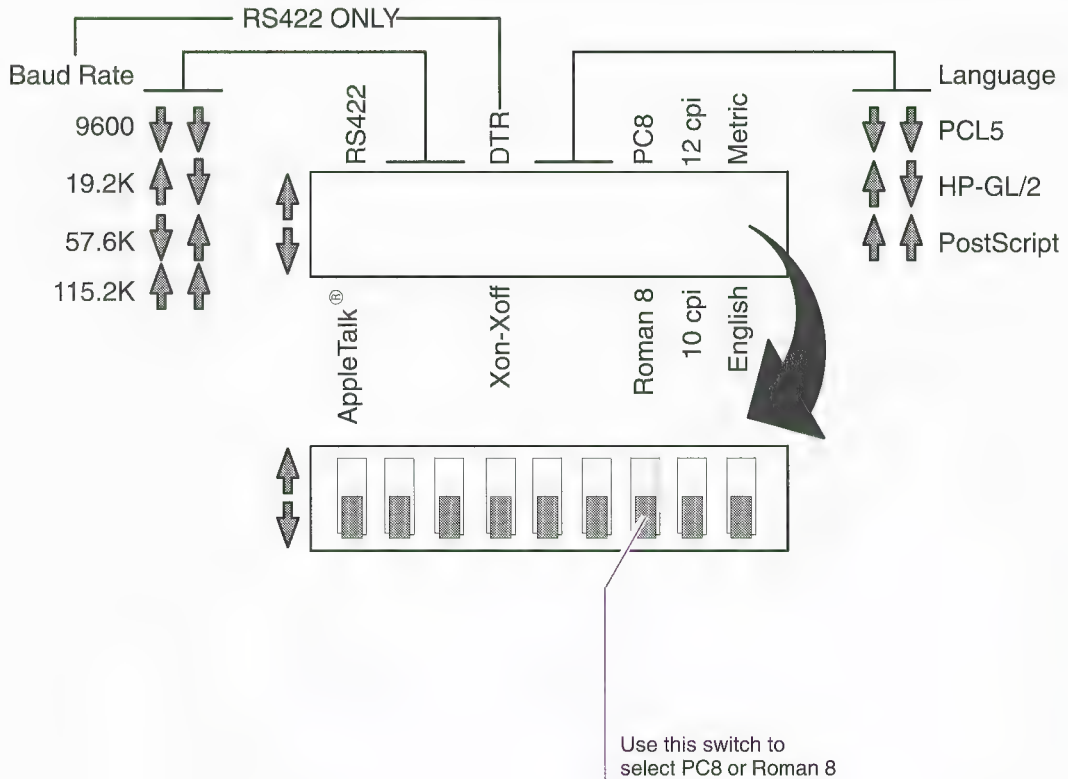 RS422 ONLY
Baud Rate
9600
19.2K
57.6K
115.2K
RS422
DTR
PC8
12 cpi
Metric
Language
PCL5
HP-GL/2
PostScript
AppleTalk®
Xon-Xoff
Roman 8
10 cpi
English
Use this switch to
select PC8 or Roman 8